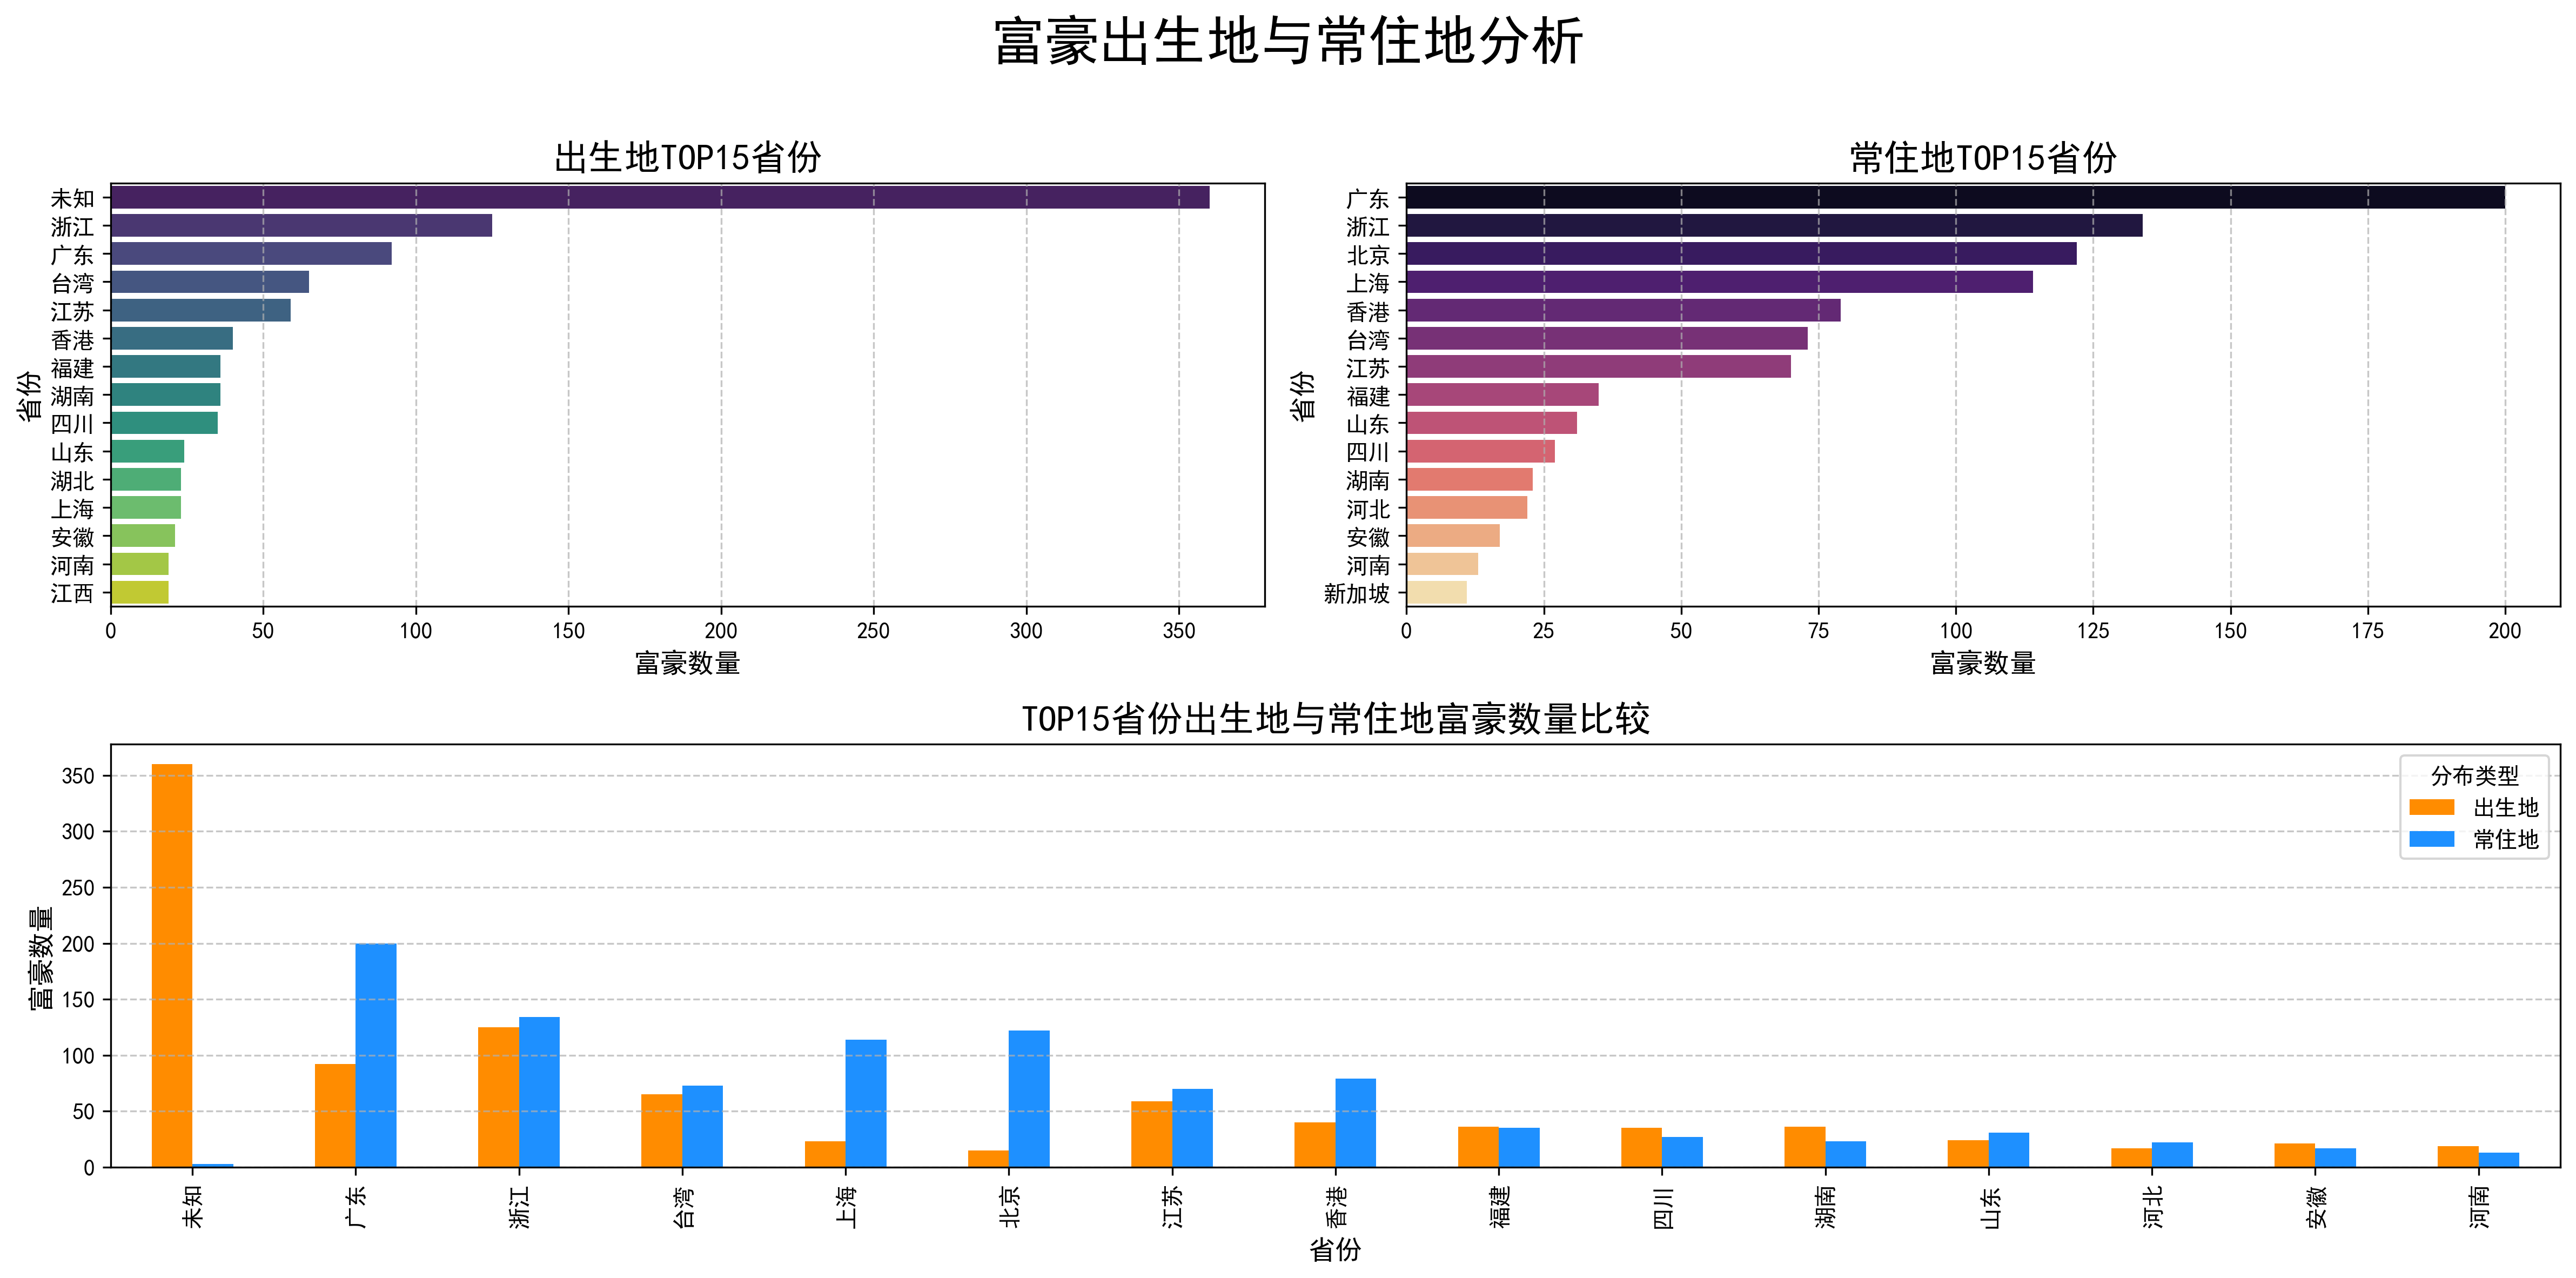 富豪出生地与常住地分析
出生地TOP15省份
省份
未知
浙江
广东
台湾
江苏
香港
福建
湖南
四川
山东
湖北
上海
安徽
河南
江西
0 50 100 150 200 250 300 350
富豪数量
常住地TOP15省份
省份
广东
浙江
北京
上海
香港
台湾
江苏
福建
山东
四川
湖南
河北
安徽
河南
新加坡
0 25 50 75 100 125 150 175 200
富豪数量
TOP15省份出生地与常住地富豪数量比较
富豪数量
350
300
250
200
150
100
50
0
分布类型
出生地
常住地
未知 广东 浙江 台湾 上海 北京 江苏 香港 福建 四川 湖南 山东 河北 安徽 河南
省份